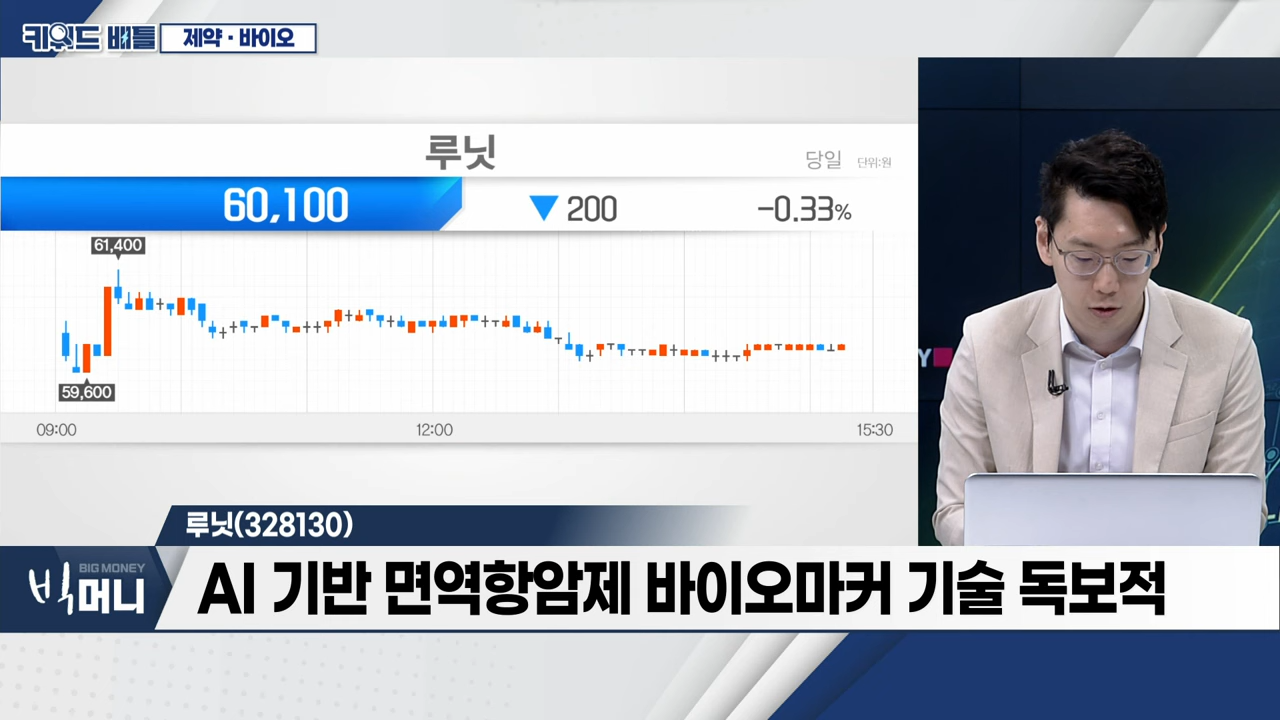 키워드 배틀 제약·바이오
루닛
당일 단위:원
60,100 ▼200 -0.33%
61,400
59,600
09:00 12:00 15:30
Y
루닛(328130)
BIG MONEY
빅머니
AI 기반 면역항암제 바이오마커 기술 독보적